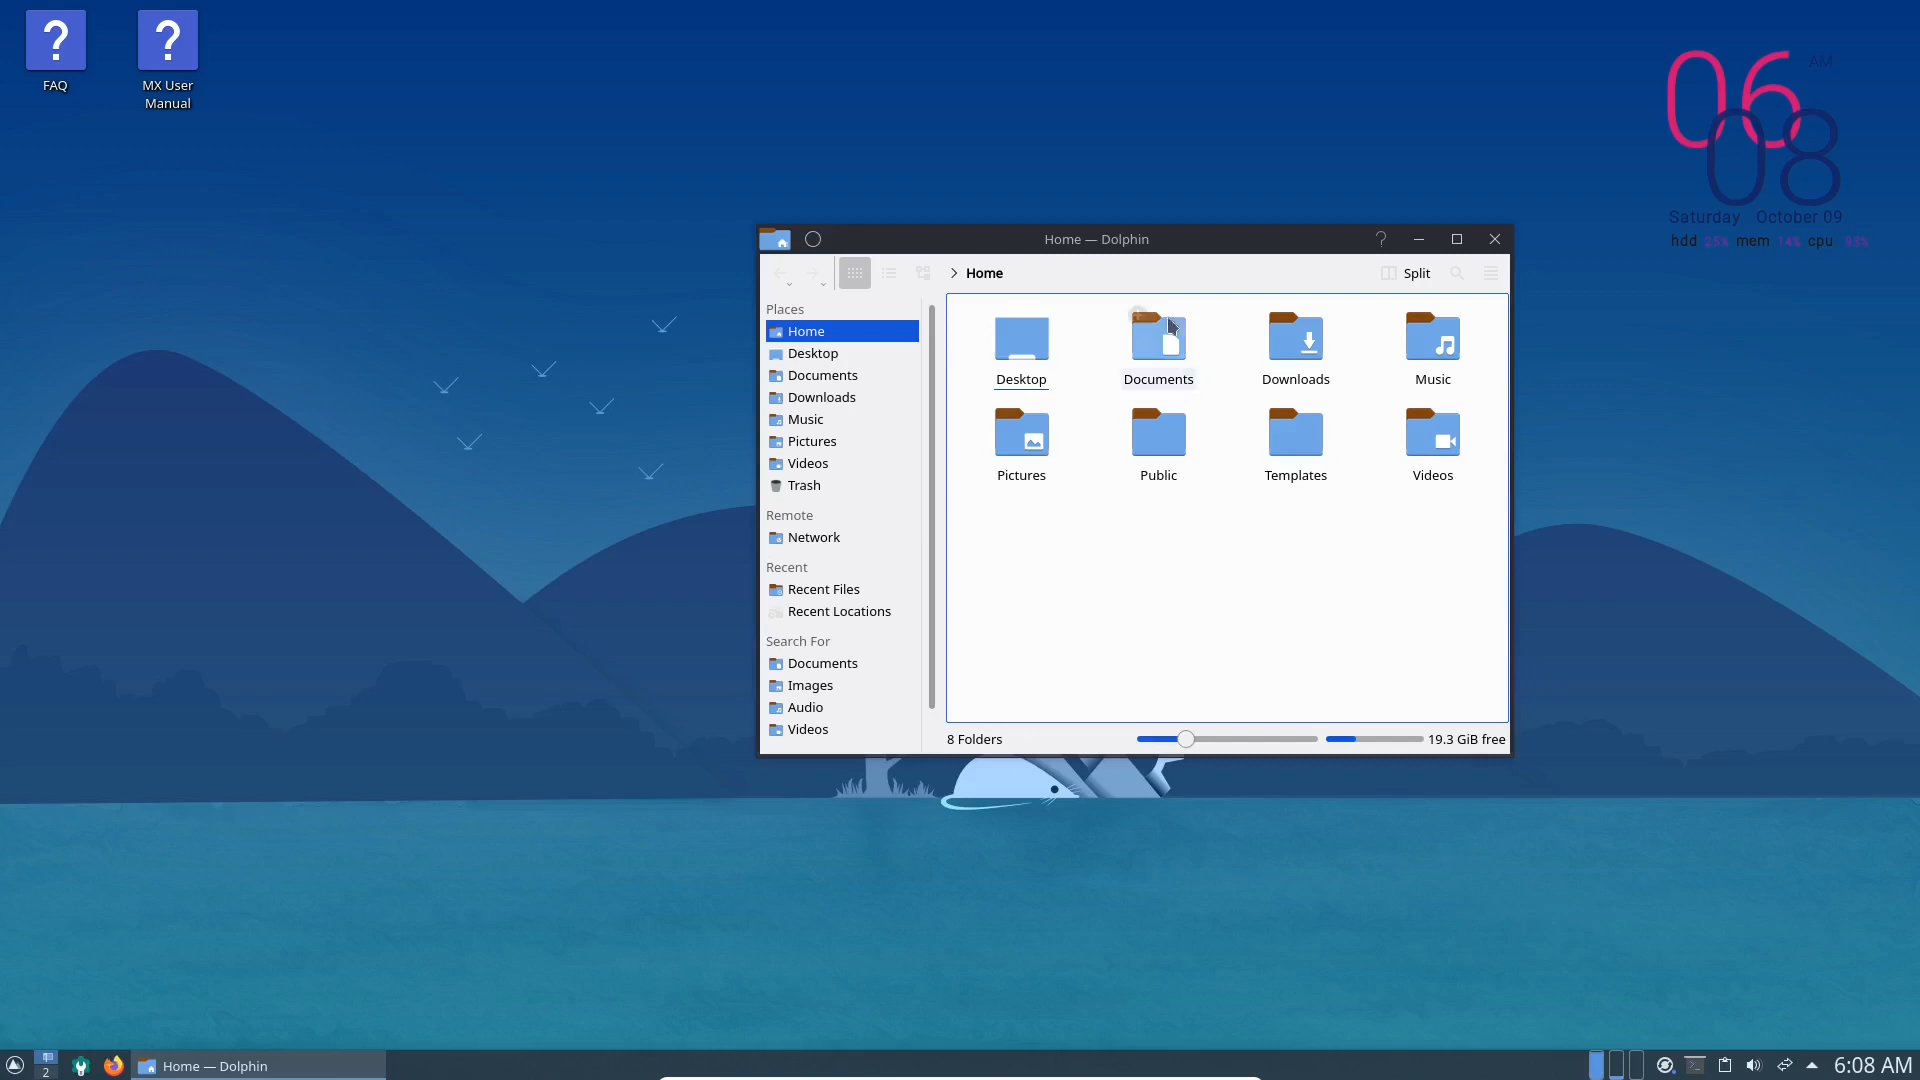 FAQ
MX User
Manual
06 AM
08
Saturday October 09
hdd 25% mem 14% cpu 93%
Home — Dolphin
Home
Split
Places
Home
Desktop
Documents
Downloads
Music
Pictures
Videos
Trash
Remote
Network
Recent
Recent Files
Recent Locations
Search For
Documents
Images
Audio
Videos
Desktop
Documents
Downloads
Music
Pictures
Public
Templates
Videos
8 Folders
19.3 GiB free
2
Home — Dolphin
6:08 AM